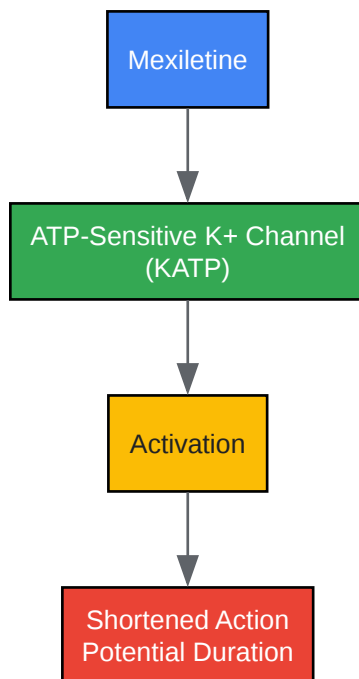 Mexiletine
ATP-Sensitive K+ Channel
(KATP)
Activation
Shortened Action
Potential Duration